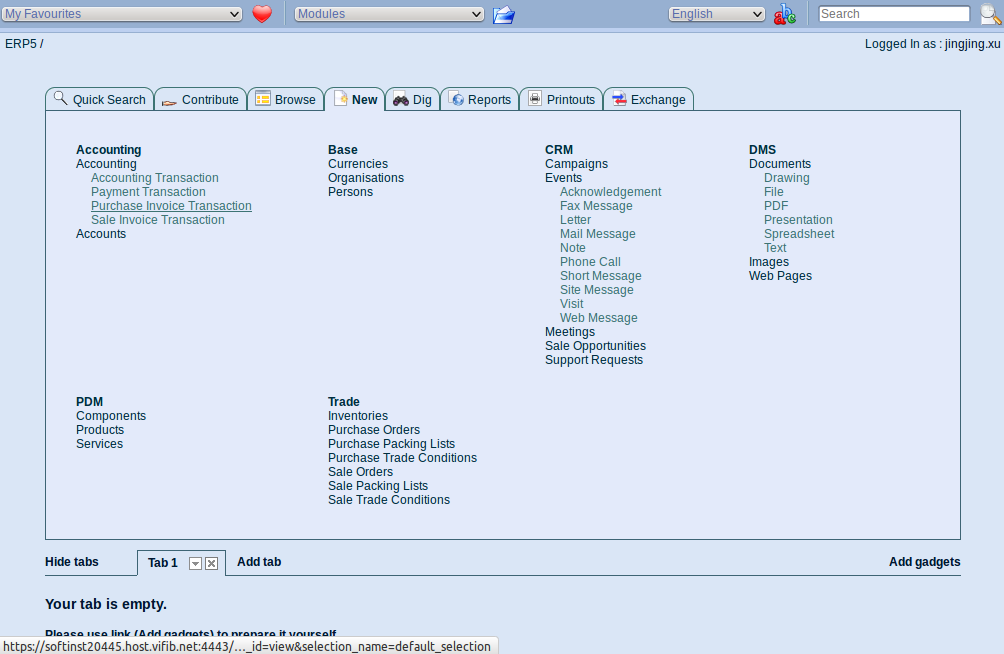 My Favourites Modules English abc Search
ERP5 / Logged In as : jingjing.xu
Quick Search Contribute Browse New Dig Reports Printouts Exchange
Accounting
Accounting
Accounting Transaction
Payment Transaction
Purchase Invoice Transaction
Sale Invoice Transaction
Accounts
Base
Currencies
Organisations
Persons
CRM
Campaigns
Events
Acknowledgement
Fax Message
Letter
Mail Message
Note
Phone Call
Short Message
Site Message
Visit
Web Message
Meetings
Sale Opportunities
Support Requests
DMS
Documents
Drawing
File
PDF
Presentation
Spreadsheet
Text
Images
Web Pages
PDM
Components
Products
Services
Trade
Inventories
Purchase Orders
Purchase Packing Lists
Purchase Trade Conditions
Sale Orders
Sale Packing Lists
Sale Trade Conditions
Hide tabs Tab 1 Add tab Add gadgets
Your tab is empty.
Please use link (Add gadgets) to prepare it yourself
https://softinst20445.host.vifib.net:4443/..._id=view&selection_name=default_selection